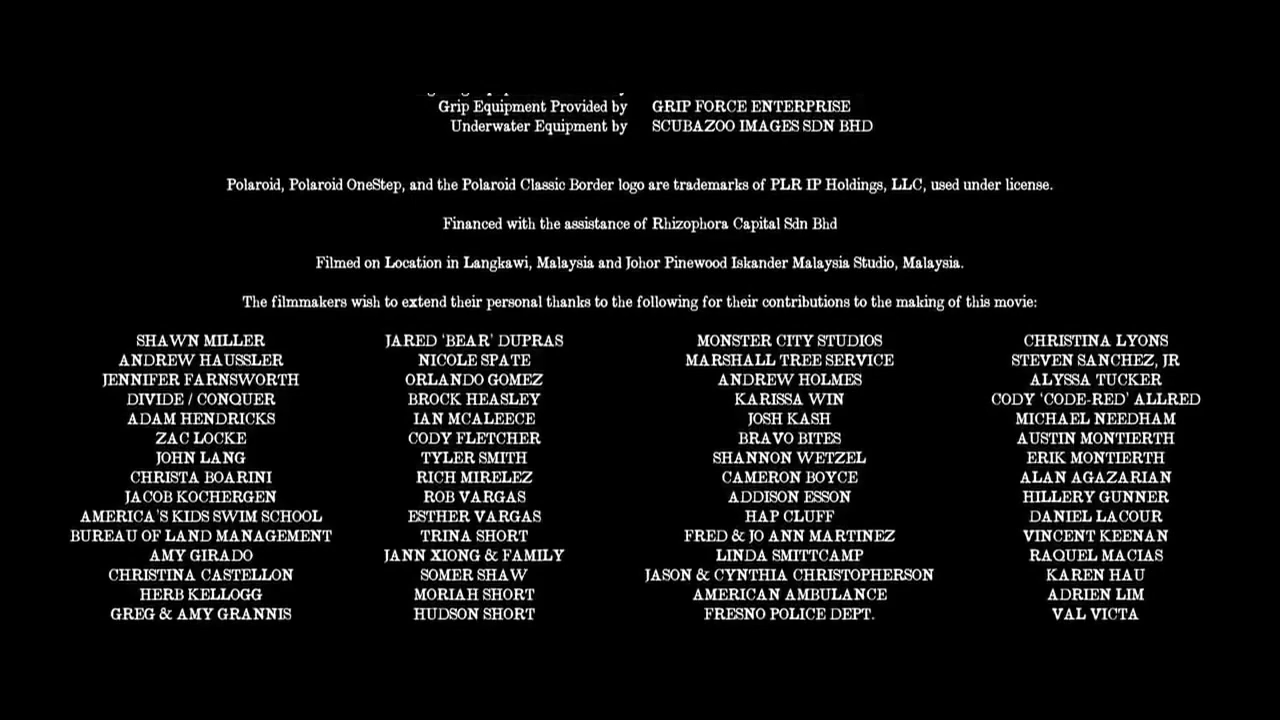 Grip Equipment Provided by GRIP FORCE ENTERPRISE
Underwater Equipment by SCUBAZOO IMAGES SDN BHD
Polaroid, Polaroid OneStep, and the Polaroid Classic Border logo are trademarks of PLR IP Holdings, LLC, used under license.
Financed with the assistance of Rhizophora Capital Sdn Bhd
Filmed on Location in Langkawi, Malaysia and Johor Pinewood Iskander Malaysia Studio, Malaysia.
The filmmakers wish to extend their personal thanks to the following for their contributions to the making of this movie:
SHAWN MILLER JARED 'BEAR' DUPRAS MONSTER CITY STUDIOS CHRISTINA LYONS
ANDREW HAUSSLER NICOLE SPATE MARSHALL TREE SERVICE STEVEN SANCHEZ, JR
JENNIFER FARNSWORTH ORLANDO GOMEZ ANDREW HOLMES ALYSSA TUCKER
DIVIDE / CONQUER BROCK HEASLEY KARISSA WIN CODY 'CODE-RED' ALLRED
ADAM HENDRICKS IAN MCALEECE JOSH KASH MICHAEL NEEDHAM
ZAC LOCKE CODY FLETCHER BRAVO BITES AUSTIN MONTIERTH
JOHN LANG TYLER SMITH SHANNON WETZEL ERIK MONTIERTH
CHRISTA BOARINI RICH MIRELEZ CAMERON BOYCE ALAN AGAZARIAN
JACOB KOCHERGEN ROB VARGAS ADDISON ESSON HILLERY GUNNER
AMERICA'S KIDS SWIM SCHOOL ESTHER VARGAS HAP CLUFF DANIEL LACOUR
BUREAU OF LAND MANAGEMENT TRINA SHORT FRED & JO ANN MARTINEZ VINCENT KEENAN
AMY GIRADO JANN XIONG & FAMILY LINDA SMITTCAMP RAQUEL MACIAS
CHRISTINA CASTELLON SOMER SHAW JASON & CYNTHIA CHRISTOPHERSON KAREN HAU
HERB KELLOGG MORIAH SHORT AMERICAN AMBULANCE ADRIEN LIM
GREG & AMY GRANNIS HUDSON SHORT FRESNO POLICE DEPT. VAL VICTA